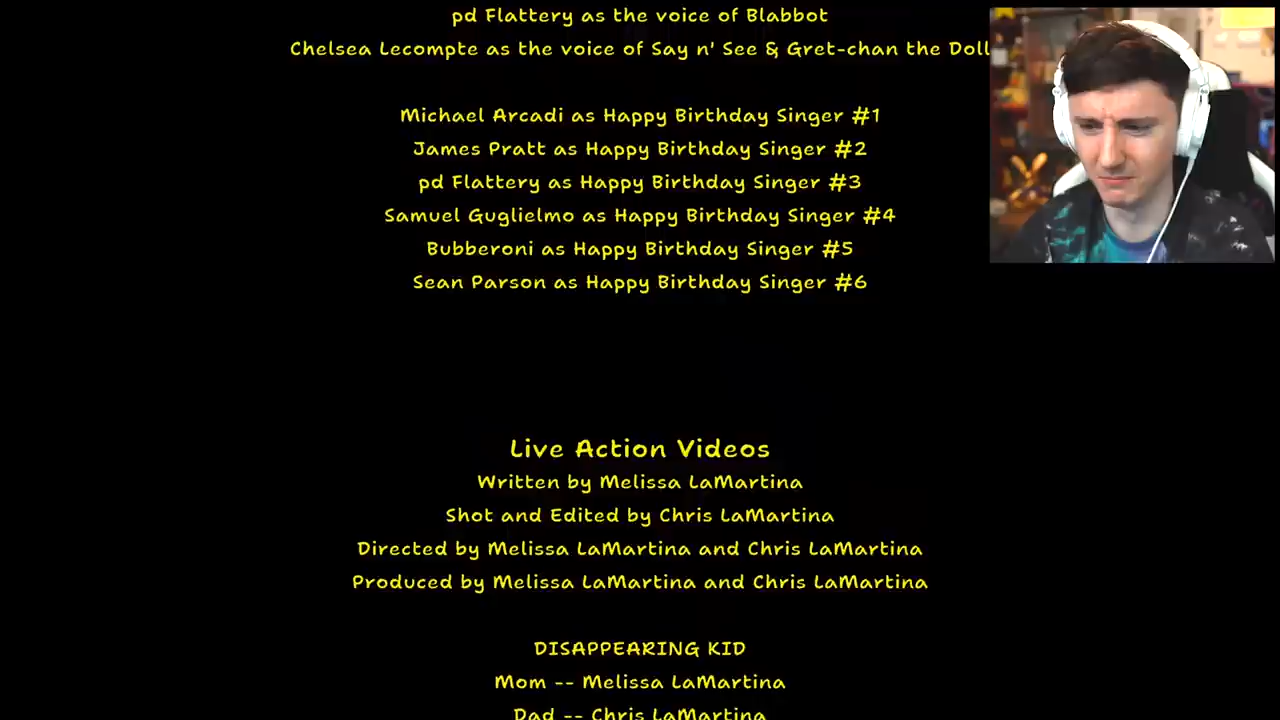 pd Flattery as the voice of Blabbot
Chelsea Lecompte as the voice of Say n' See & Gret-chan the Doll
Michael Arcadi as Happy Birthday Singer #1
James Pratt as Happy Birthday Singer #2
pd Flattery as Happy Birthday Singer #3
Samuel Guglielmo as Happy Birthday Singer #4
Bubberoni as Happy Birthday Singer #5
Sean Parson as Happy Birthday Singer #6
Live Action Videos
Written by Melissa LaMartina
Shot and Edited by Chris LaMartina
Directed by Melissa LaMartina and Chris LaMartina
Produced by Melissa LaMartina and Chris LaMartina
DISAPPEARING KID
Mom -- Melissa LaMartina
Dad -- Chris LaMartina